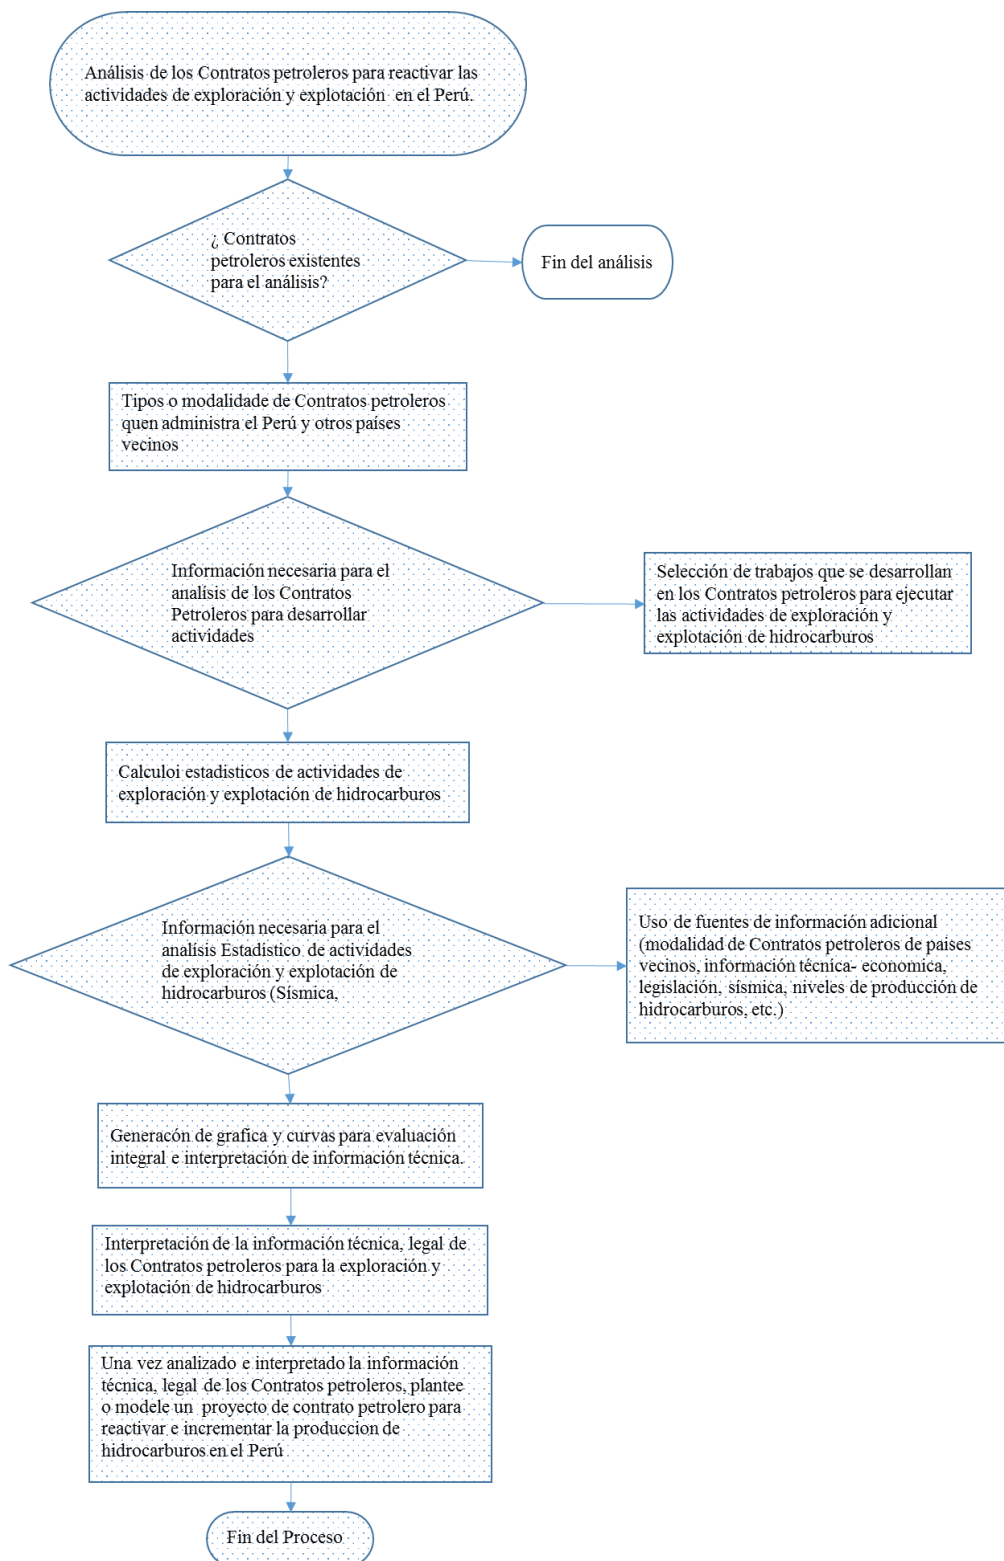 Análisis de los Contratos petroleros para reactivar las
actividades de exploración y explotación en el Perú.
¿ Contratos
petroleros existentes
para el análisis?
Fin del análisis
Tipos o modalidade de Contratos petroleros
quen administra el Perú y otros países
vecinos
Información necesaria para el
analísis de los Contratos
Petroleros para desarrollar
actividades
Selección de trabajos que se desarrollan
en los Contratos petroleros para ejecutar
las actividades de exploración y
explotación de hidrocarburos
Calculoi estadisticos de actividades de
exploración y explotación de hidrocarburos
Información necesaria para el
analísis Estadistico de actividades
de exploración y explotación de
hidrocarburos (Sísmica,
Uso de fuentes de información adicional
(modalidad de Contratos petroleros de paises
vecinos, información técnica- economica,
legislación, sísmica, niveles de producción de
hidrocarburos, etc.)
Generacón de grafica y curvas para evaluación
integral e interpretación de información técnica.
Interpretación de la información técnica, legal de
los Contratos petroleros para la exploración y
explotación de hidrocarburos
Una vez analizado e interpretado la información
técnica, legal de los Contratos petroleros, plantee
o modele un proyecto de contrato petrolero para
reactivar e incrementar la produccion de
hidrocarburos en el Perú
Fin del Proceso